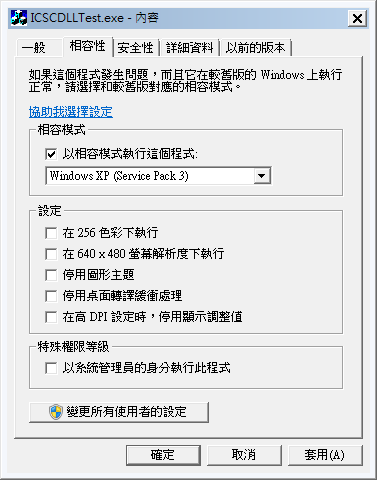 ICSCDLLTest.exe - 內容
一般
相容性
安全性
詳細資料
以前的版本
如果這個程式發生問題，而且它在較舊版的 Windows 上執行
正常，請選擇和較舊版對應的相容模式。
協助我選擇設定
相容模式
以相容模式執行這個程式:
Windows XP (Service Pack 3)
設定
在 256 色彩下執行
在 640 x 480 螢幕解析度下執行
停用圖形主題
停用桌面轉譯緩衝處理
在高 DPI 設定時，停用顯示調整值
特殊權限等級
以系統管理員的身分執行此程式
變更所有使用者的設定
確定
取消
套用(A)